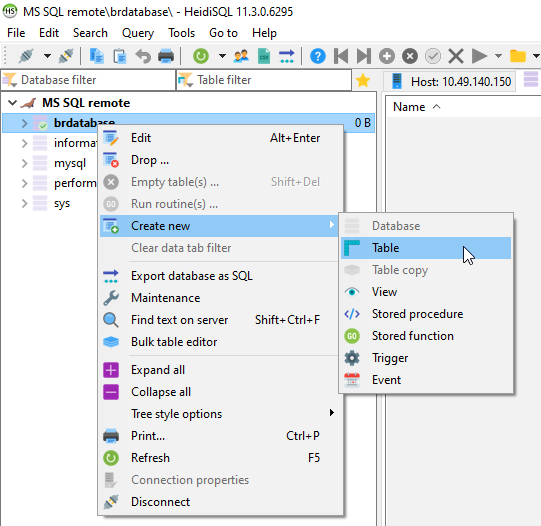 MS SQL remote\brdatabase\ - HeidiSQL 11.3.0.6295
File Edit Search Query Tools Go to Help
Database filter
Table filter
Host: 10.49.140.150
MS SQL remote
Name
brdatabase 0 B
informa
mysql
perform
sys
Edit Alt+Enter
Drop ...
Empty table(s) ... Shift+Del
Run routine(s) ...
Create new
Clear data tab filter
Export database as SQL
Maintenance
Find text on server Shift+Ctrl+F
Bulk table editor
Expand all
Collapse all
Tree style options
Print... Ctrl+P
Refresh F5
Connection properties
Disconnect
Database
Table
Table copy
View
Stored procedure
Stored function
Trigger
Event